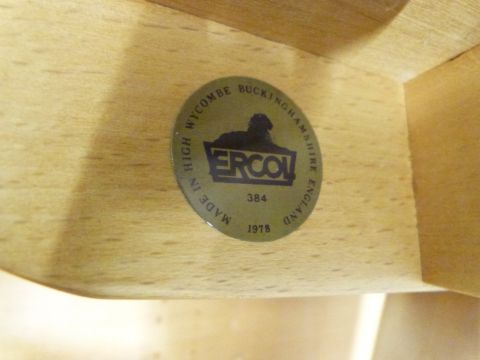 MADE IN HIGH WYCOMBE BUCKINGHAMSHIRE ENGLAND
ERCOL
384
1978